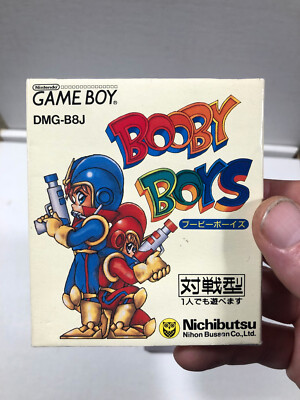 Nintendo
GAME BOY®
DMG-B8J
BOOBY
BOYS
ブービーボーイズ
対戦型
1人でも遊べます
Nichibutsu
Nihon Bussan Co., Ltd.